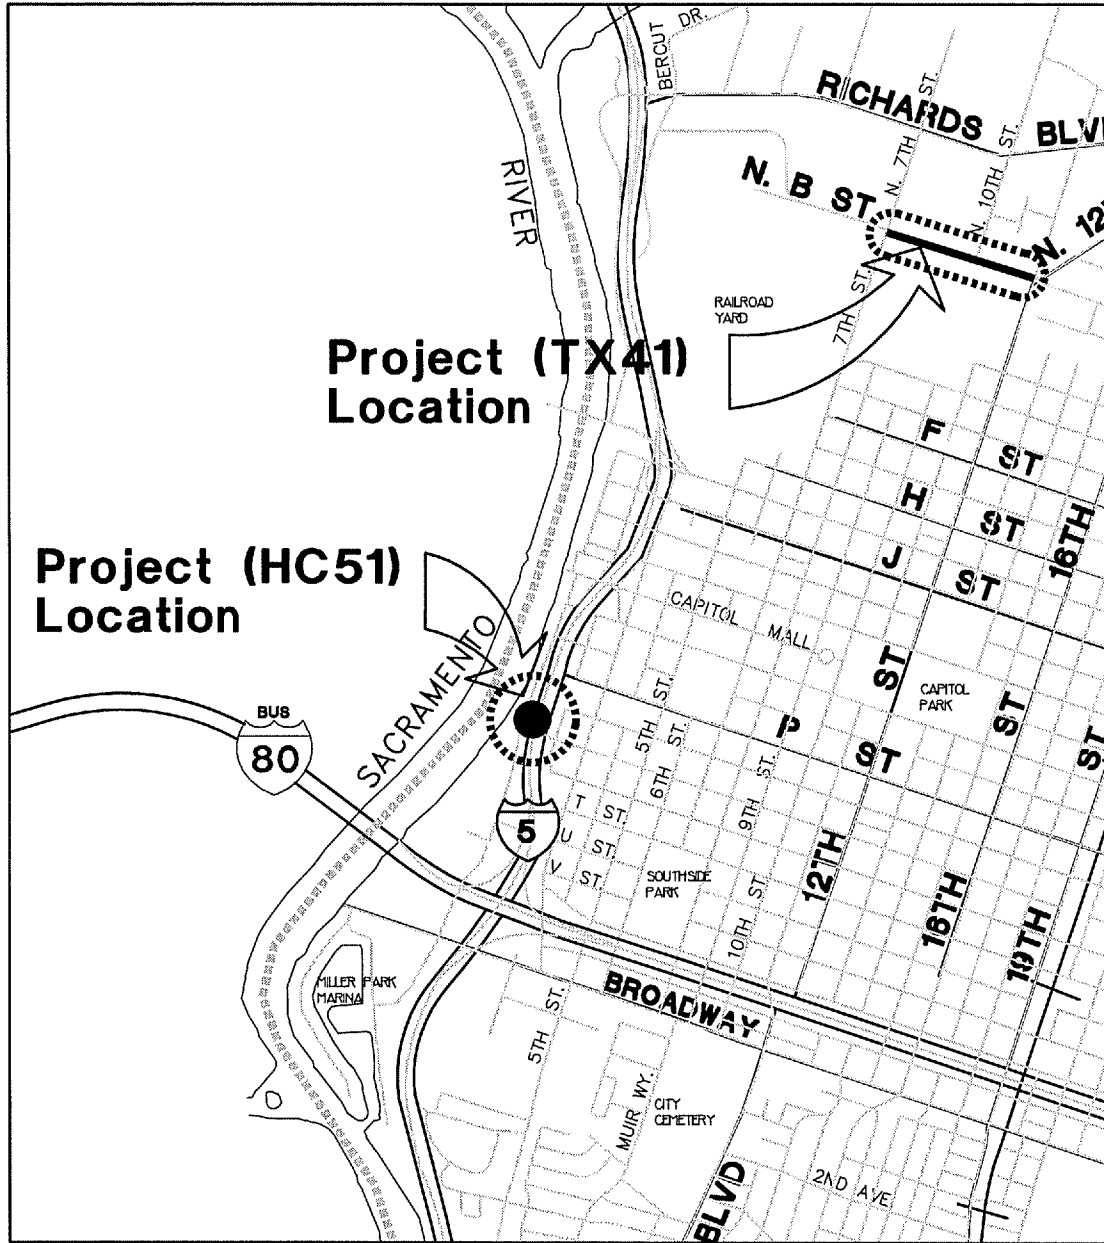 BERCUT DR.
RICHARDS BLVD
N. 7TH ST.
N. 10TH ST.
N. B ST
N. 12
RIVER
RAILROAD
YARD
7TH ST.
Project (TX41)
Location
F ST
H ST
J ST
16TH ST
Project (HC51)
Location
SACRAMENTO
CAPITOL MALL
CAPITOL
PARK
P ST
BUS
80
5
5TH ST.
6TH ST.
9TH ST.
10TH ST.
T ST.
U ST.
V ST.
SOUTHSIDE
PARK
12TH ST
16TH ST
19TH ST
MILLER PARK
MARINA
BROADWAY
5TH ST.
MUIR WY.
CITY
CEMETERY
2ND AVE
BLVD